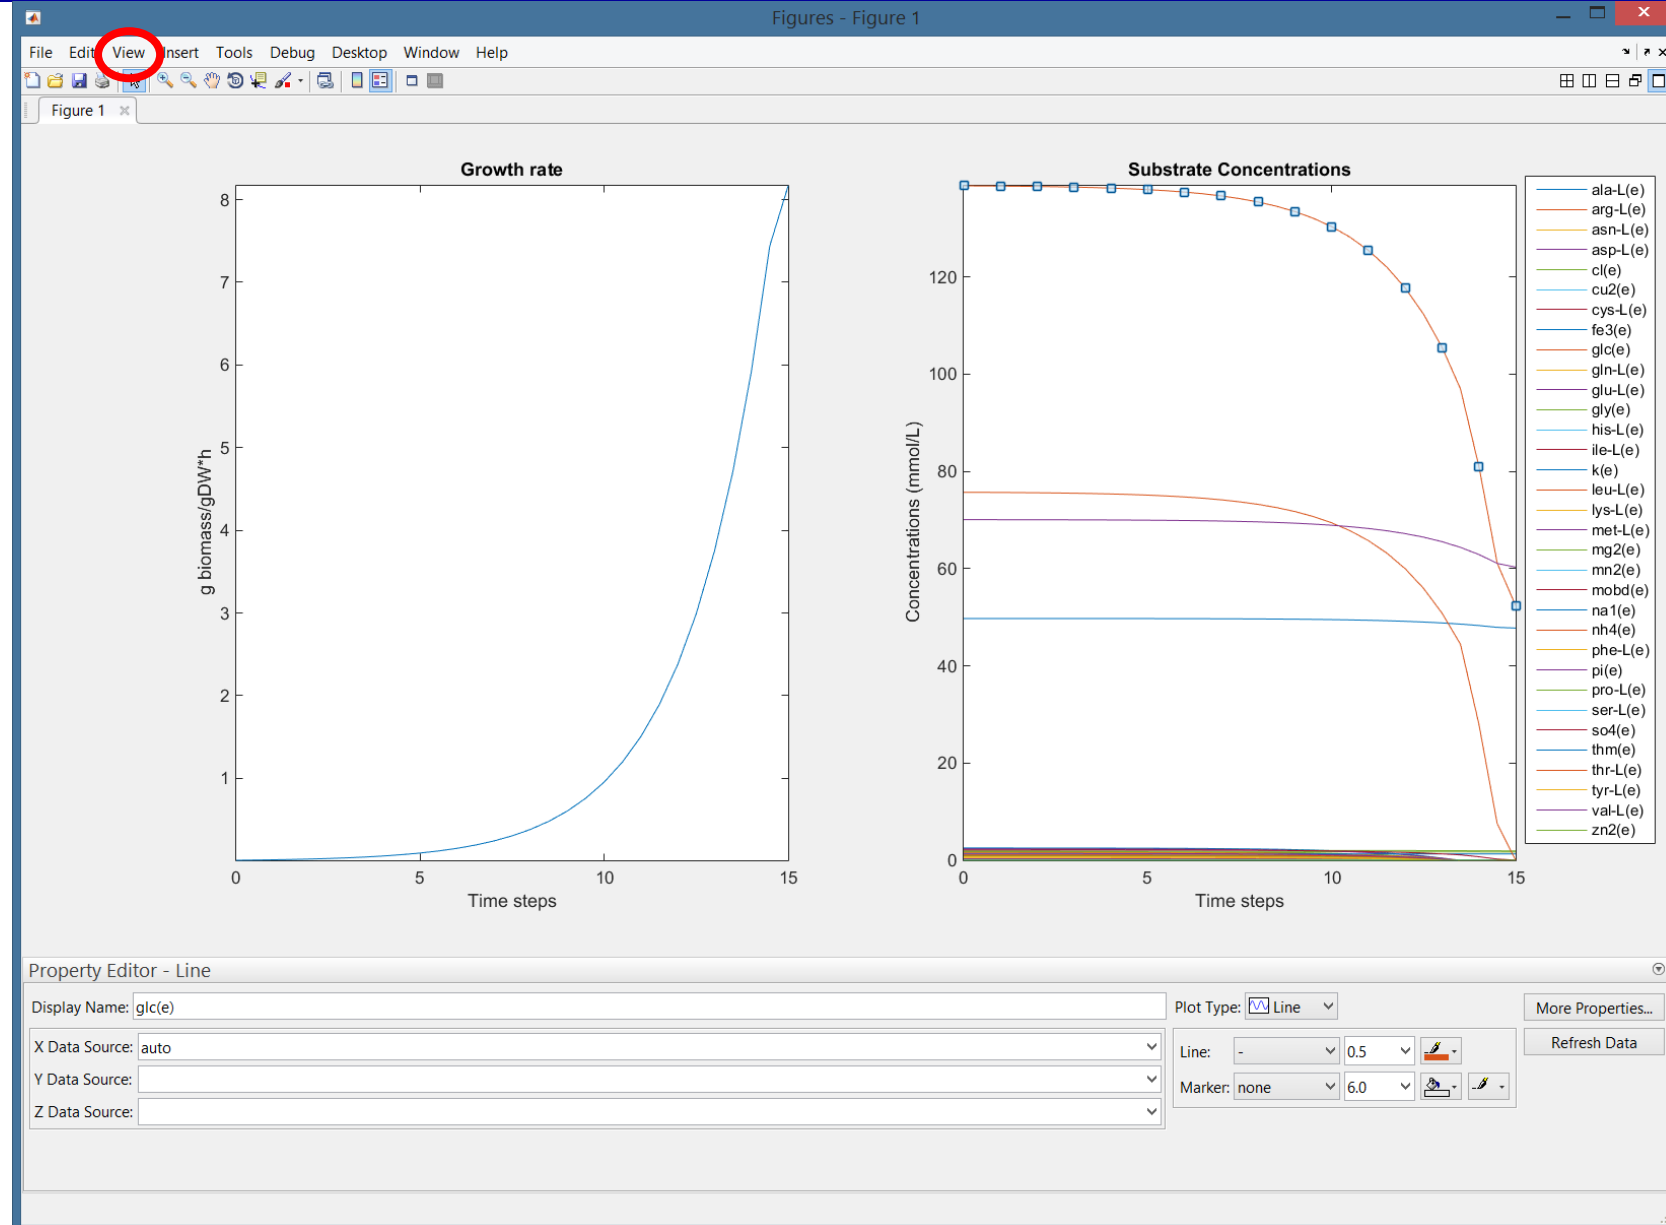 Figures - Figure 1
File Edit View Insert Tools Debug Desktop Window Help
Figure 1
Growth rate
8
7
6
5
4
3
2
1
0 5 10 15
Time steps
g biomass/gDW*h
Substrate Concentrations
120
100
80
60
40
20
0
0 5 10 15
Time steps
Concentrations (mmol/L)
ala-L(e)
arg-L(e)
asn-L(e)
asp-L(e)
cl(e)
cu2(e)
cys-L(e)
fe3(e)
glc(e)
gln-L(e)
glu-L(e)
gly(e)
his-L(e)
ile-L(e)
k(e)
leu-L(e)
lys-L(e)
met-L(e)
mg2(e)
mn2(e)
mobd(e)
na1(e)
nh4(e)
phe-L(e)
pi(e)
pro-L(e)
ser-L(e)
so4(e)
thm(e)
thr-L(e)
tyr-L(e)
val-L(e)
zn2(e)
Property Editor - Line
Display Name: glc(e) Plot Type: Line More Properties...
X Data Source: auto Line: - 0.5 Refresh Data
Y Data Source: Marker: none 6.0
Z Data Source: